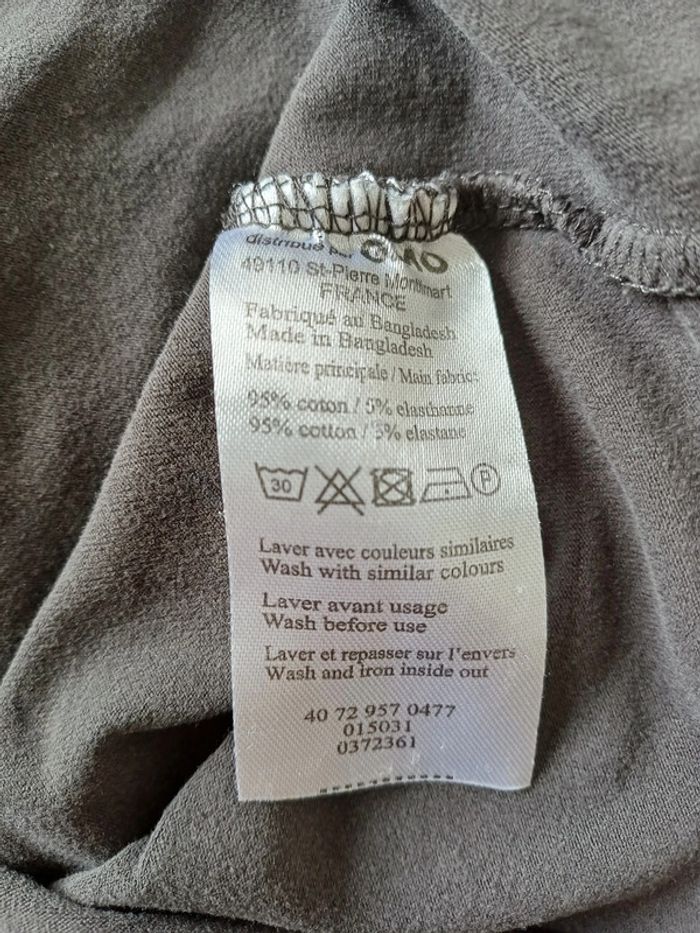 distribué par
49110 St-Pierre Montlimart
FRANCE
Fabriqué au Bangladesh
Made in Bangladesh
Matière principale / Main fabric:
95% coton / 5% elasthanne
95% cotton / 5% elastane
30 P
Laver avec couleurs similaires
Wash with similar colours
Laver avant usage
Wash before use
Laver et repasser sur l'envers
Wash and iron inside out
40 72 957 0477
015031
0372361